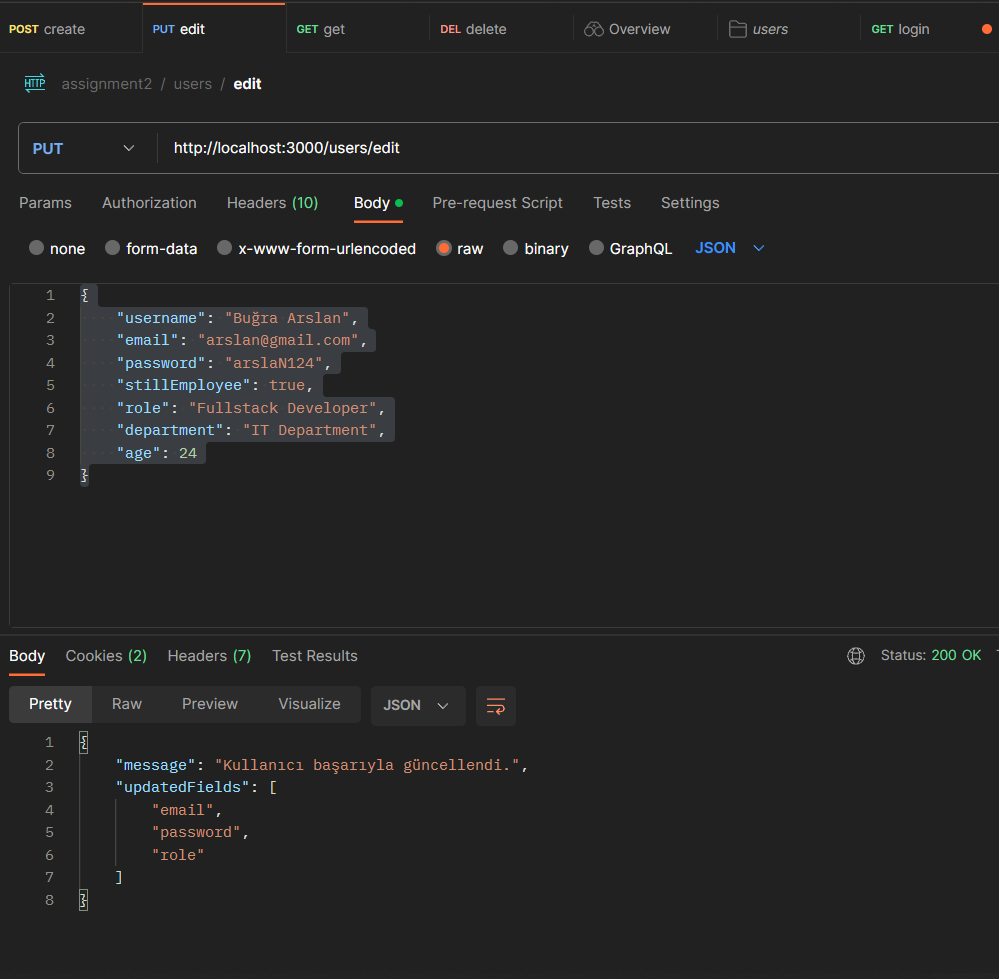 POST create PUT edit GET get DEL delete Overview users GET login
HTTP assignment2 / users / edit
PUT http://localhost:3000/users/edit
Params Authorization Headers (10) Body Pre-request Script Tests Settings
none form-data x-www-form-urlencoded raw binary GraphQL JSON
1 {
2 "username": "Buğra Arslan",
3 "email": "arslan@gmail.com",
4 "password": "arslaN124",
5 "stillEmployee": true,
6 "role": "Fullstack Developer",
7 "department": "IT Department",
8 "age": 24
9 }
Body Cookies (2) Headers (7) Test Results Status: 200 OK
Pretty Raw Preview Visualize JSON
1 {
2 "message": "Kullanıcı başarıyla güncellendi.",
3 "updatedFields": [
4 "email",
5 "password",
6 "role"
7 ]
8 }